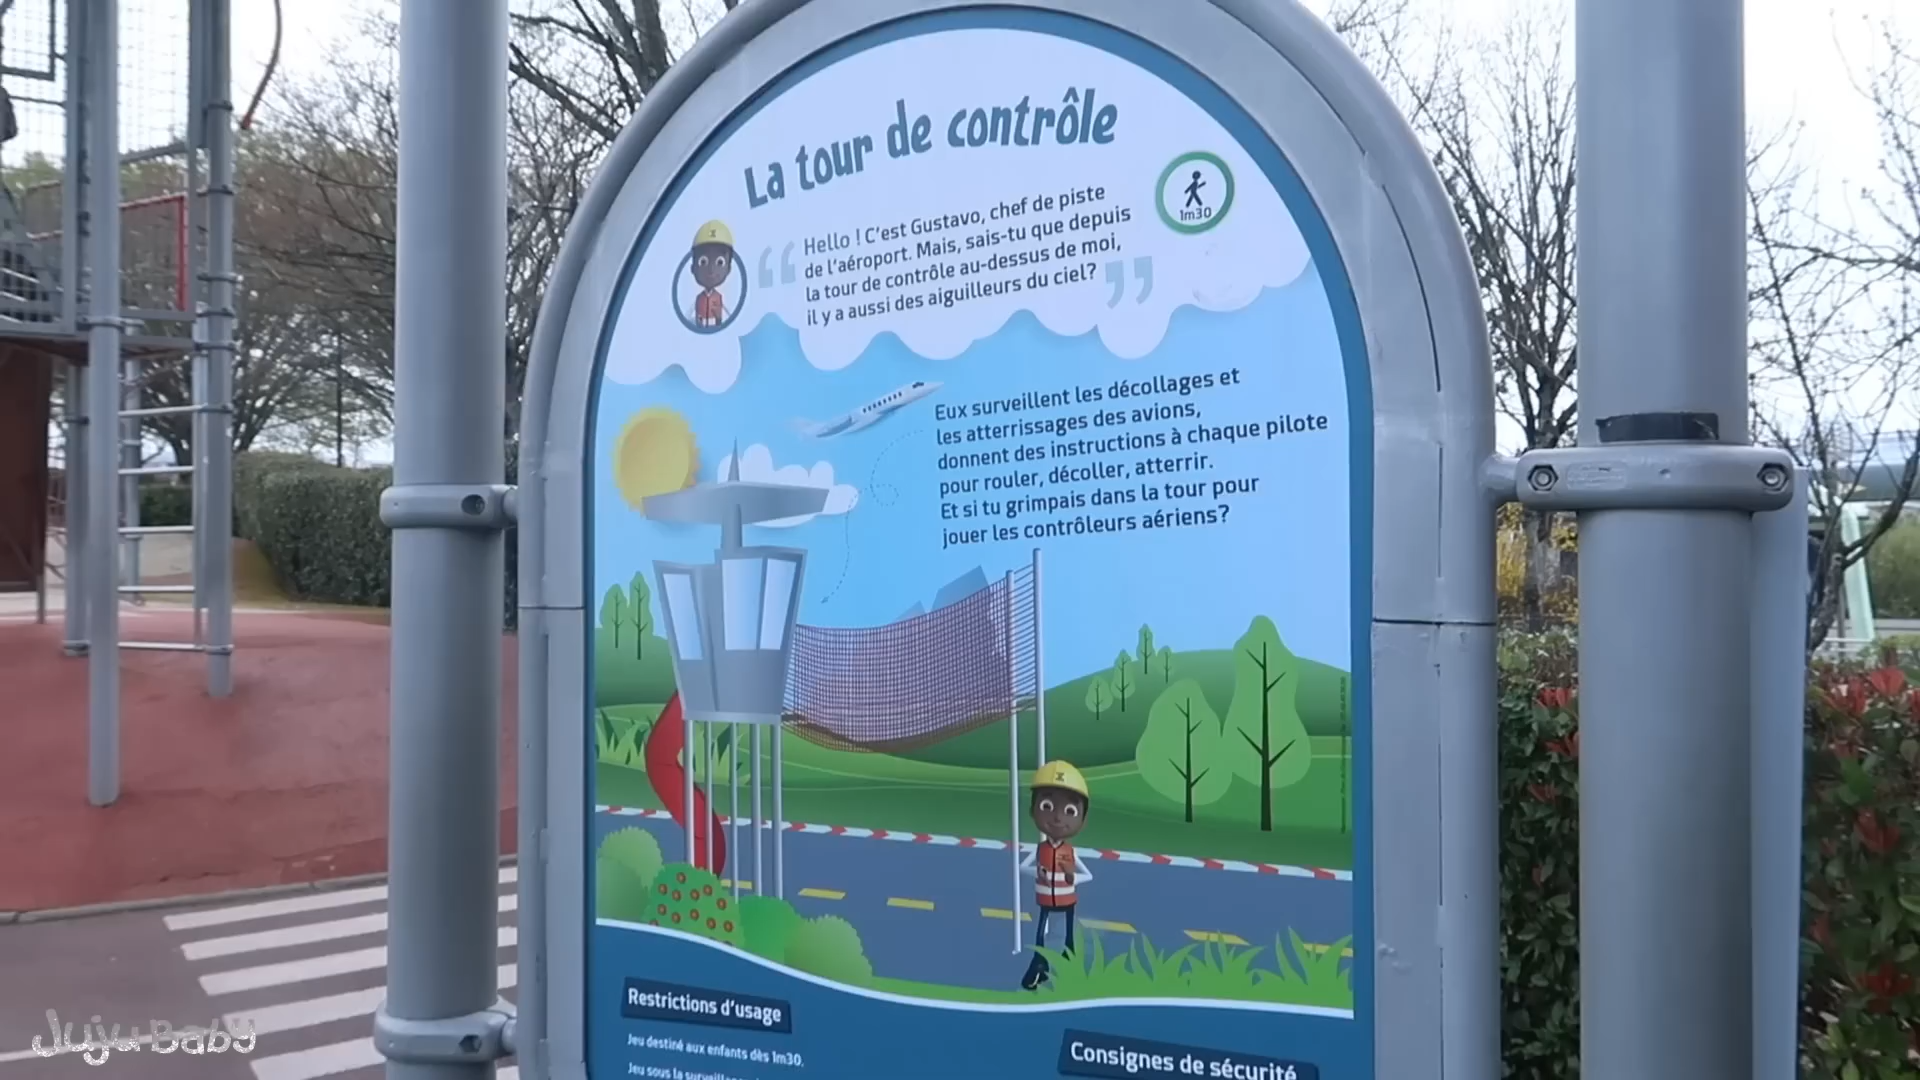 La tour de contrôle
1m30
Hello ! C'est Gustavo, chef de piste
de l'aéroport. Mais, sais-tu que depuis
la tour de contrôle au-dessus de moi,
il y a aussi des aiguilleurs du ciel?
Eux surveillent les décollages et
les atterrissages des avions,
donnent des instructions à chaque pilote
pour rouler, décoller, atterrir.
Et si tu grimpais dans la tour pour
jouer les contrôleurs aériens?
Restrictions d'usage
Jeu destiné aux enfants dès 1m30.
Jeu sous la
Consignes de sécurité
Juju Baby